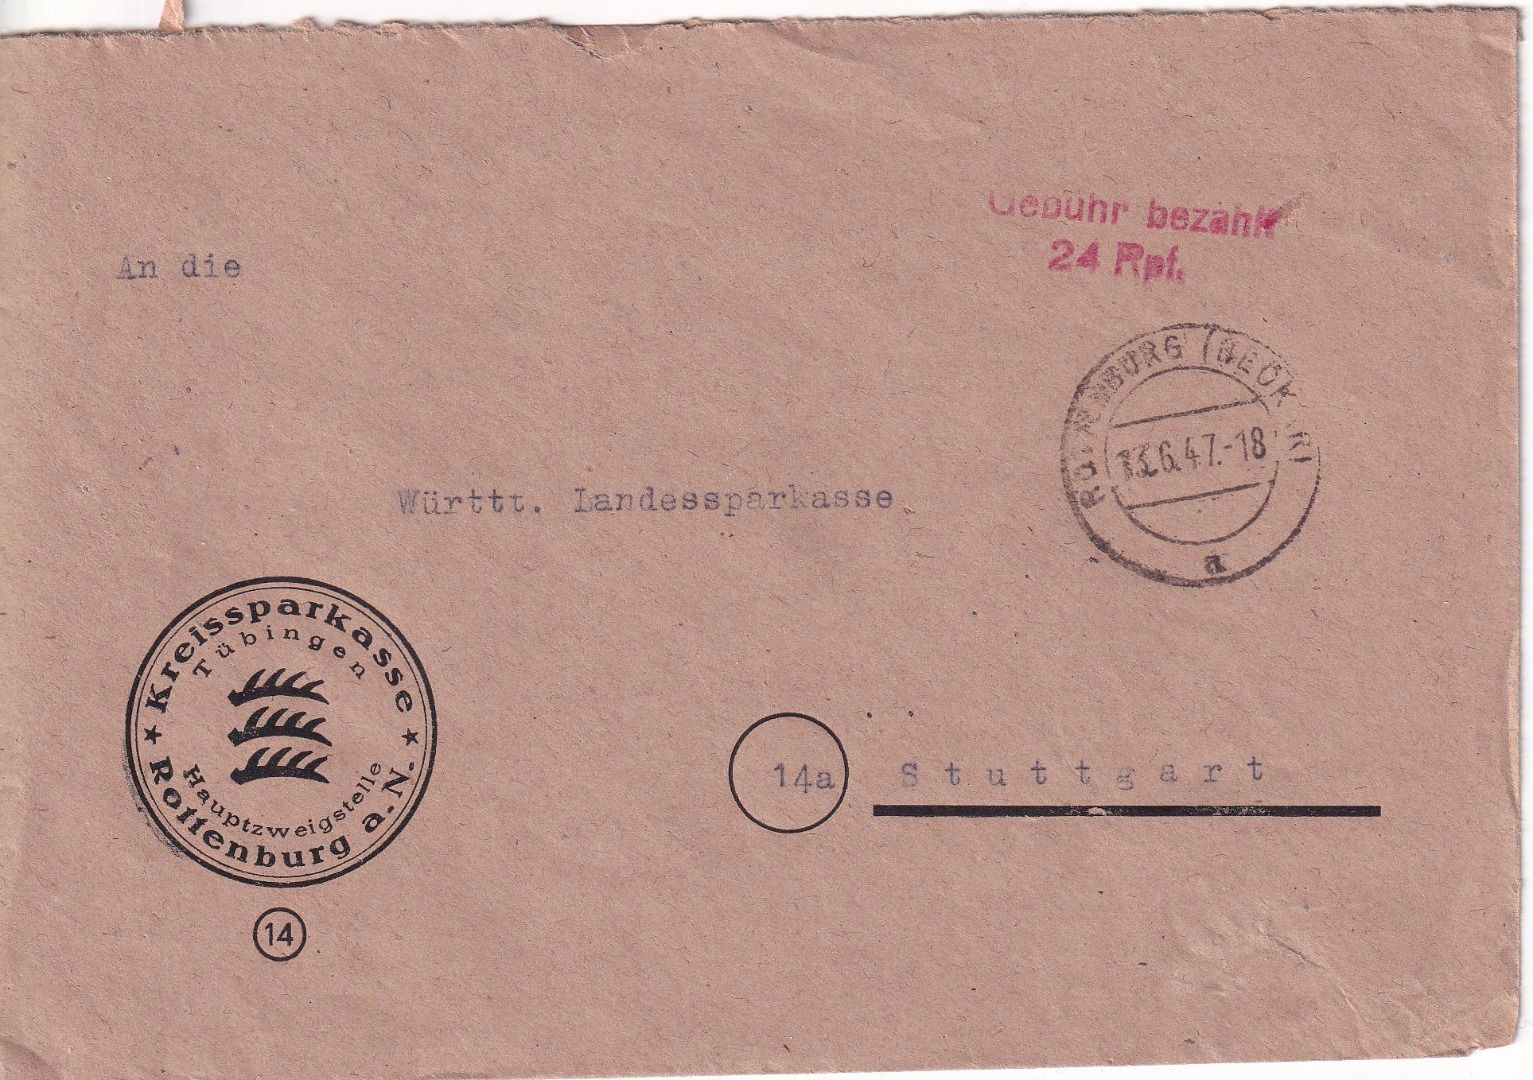 Gebühr bezahlt
24 Rpf.
An die
ROTTENBURG (NECKAR)
13.6.47.-18
a
Württt. Landessparkasse
Kreissparkasse
Tübingen
Hauptzweigstelle
Rottenburg a. N.
14a Stuttgart
14